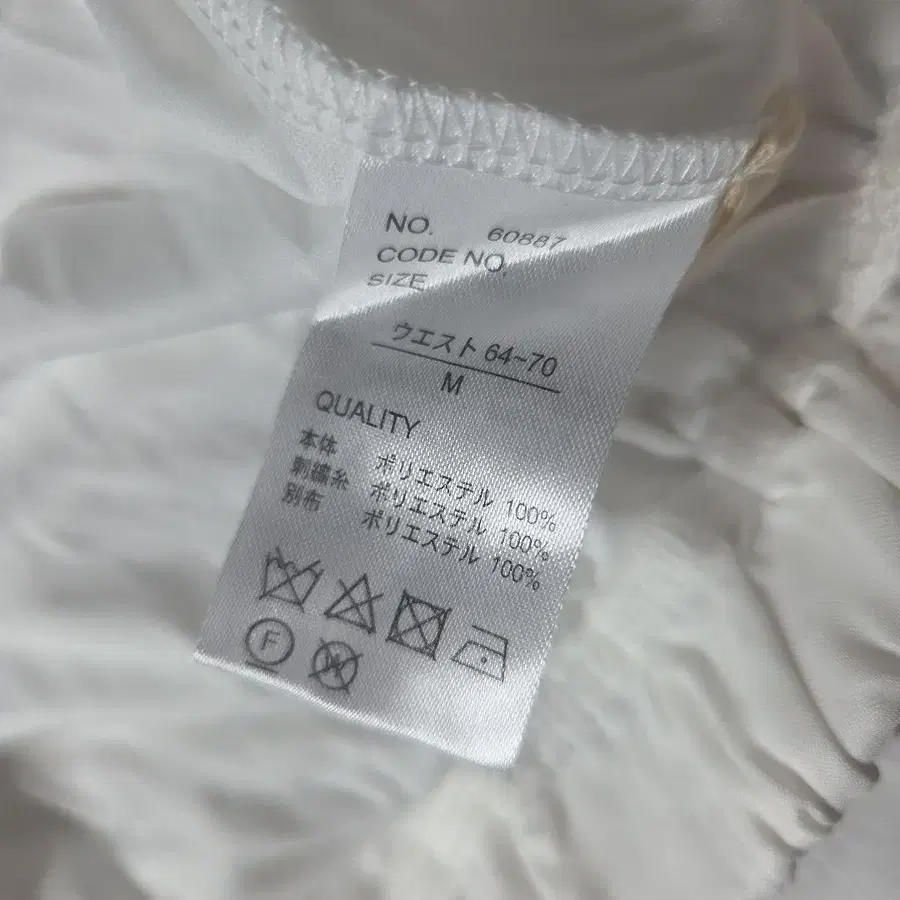 NO. 60887
CODE NO.
SIZE
ウエスト 64~70
M
QUALITY
本体 ポリエステル 100%
刺繍糸 ポリエステル 100%
別布 ポリエステル 100%
F W